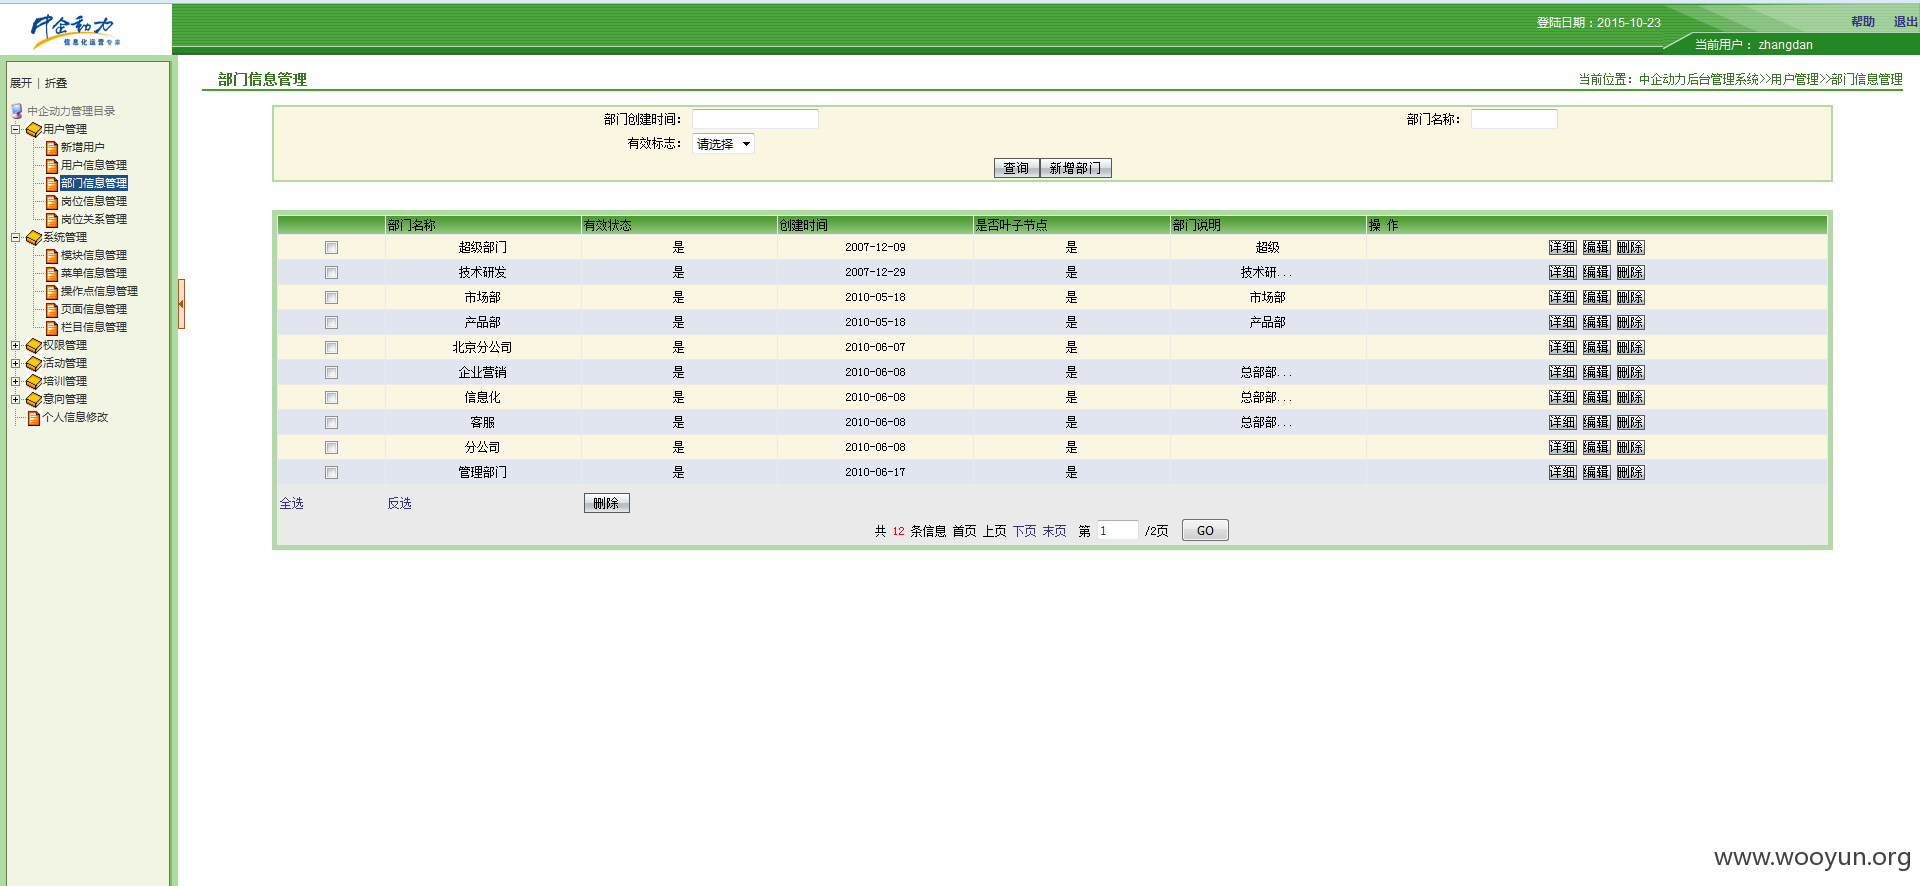 中企动力
信息化运营专家
登陆日期：2015-10-23
帮助 退出
当前用户： zhangdan
展开 | 折叠
中企动力管理目录
用户管理
新增用户
用户信息管理
部门信息管理
岗位信息管理
岗位关系管理
系统管理
模块信息管理
菜单信息管理
操作点信息管理
页面信息管理
栏目信息管理
权限管理
活动管理
培训管理
意向管理
个人信息修改
部门信息管理
当前位置：中企动力后台管理系统>>用户管理>>部门信息管理
部门创建时间： 部门名称：
有效标志： 请选择
查询 新增部门
部门名称 有效状态 创建时间 是否叶子节点 部门说明 操 作
超级部门 是 2007-12-09 是 超级 详细 编辑 删除
技术研发 是 2007-12-29 是 技术研... 详细 编辑 删除
市场部 是 2010-05-18 是 市场部 详细 编辑 删除
产品部 是 2010-05-18 是 产品部 详细 编辑 删除
北京分公司 是 2010-06-07 是 详细 编辑 删除
企业营销 是 2010-06-08 是 总部部... 详细 编辑 删除
信息化 是 2010-06-08 是 总部部... 详细 编辑 删除
客服 是 2010-06-08 是 总部部... 详细 编辑 删除
分公司 是 2010-06-08 是 详细 编辑 删除
管理部门 是 2010-06-17 是 详细 编辑 删除
全选 反选 删除
共 12 条信息 首页 上页 下页 末页 第 1 /2页 GO
www.wooyun.org